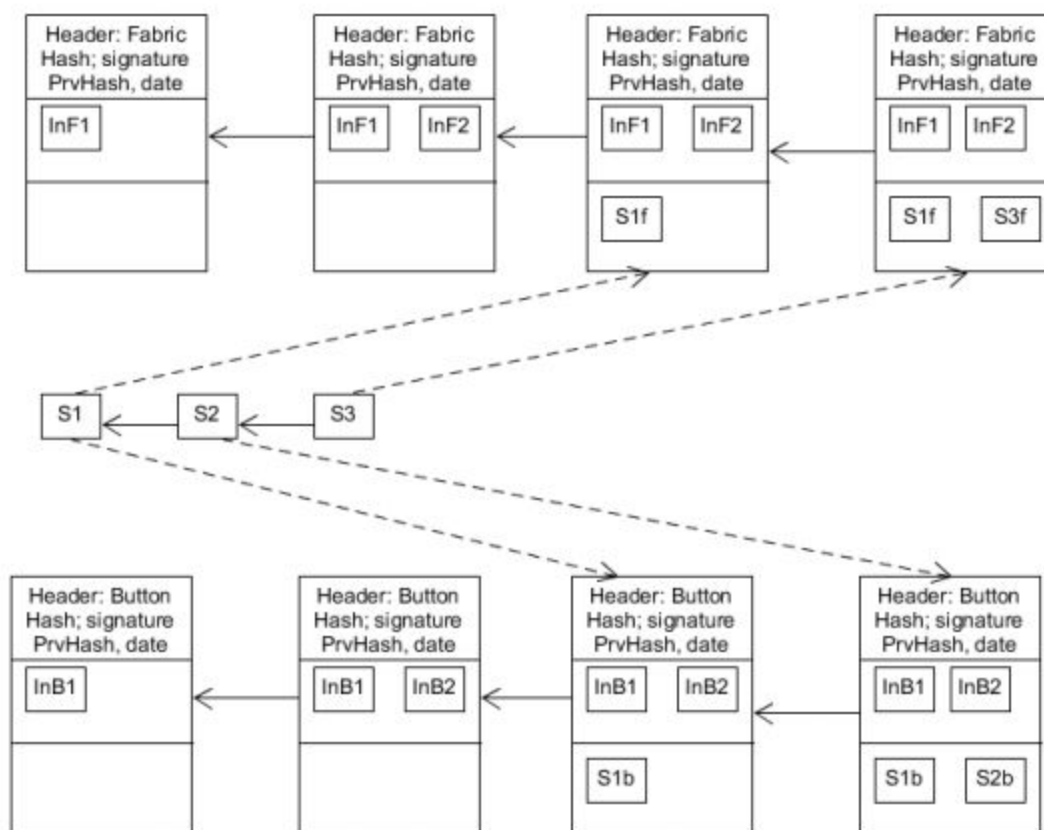 Header: Fabric
Hash; signature
PrvHash, date
InF1
Header: Fabric
Hash; signature
PrvHash, date
InF1 InF2
Header: Fabric
Hash; signature
PrvHash, date
InF1 InF2
S1f
Header: Fabric
Hash; signature
PrvHash, date
InF1 InF2
S1f S3f
S1 S2 S3
Header: Button
Hash; signature
PrvHash, date
InB1
Header: Button
Hash; signature
PrvHash, date
InB1 InB2
Header: Button
Hash; signature
PrvHash, date
InB1 InB2
S1b
Header: Button
Hash; signature
PrvHash, date
InB1 InB2
S1b S2b